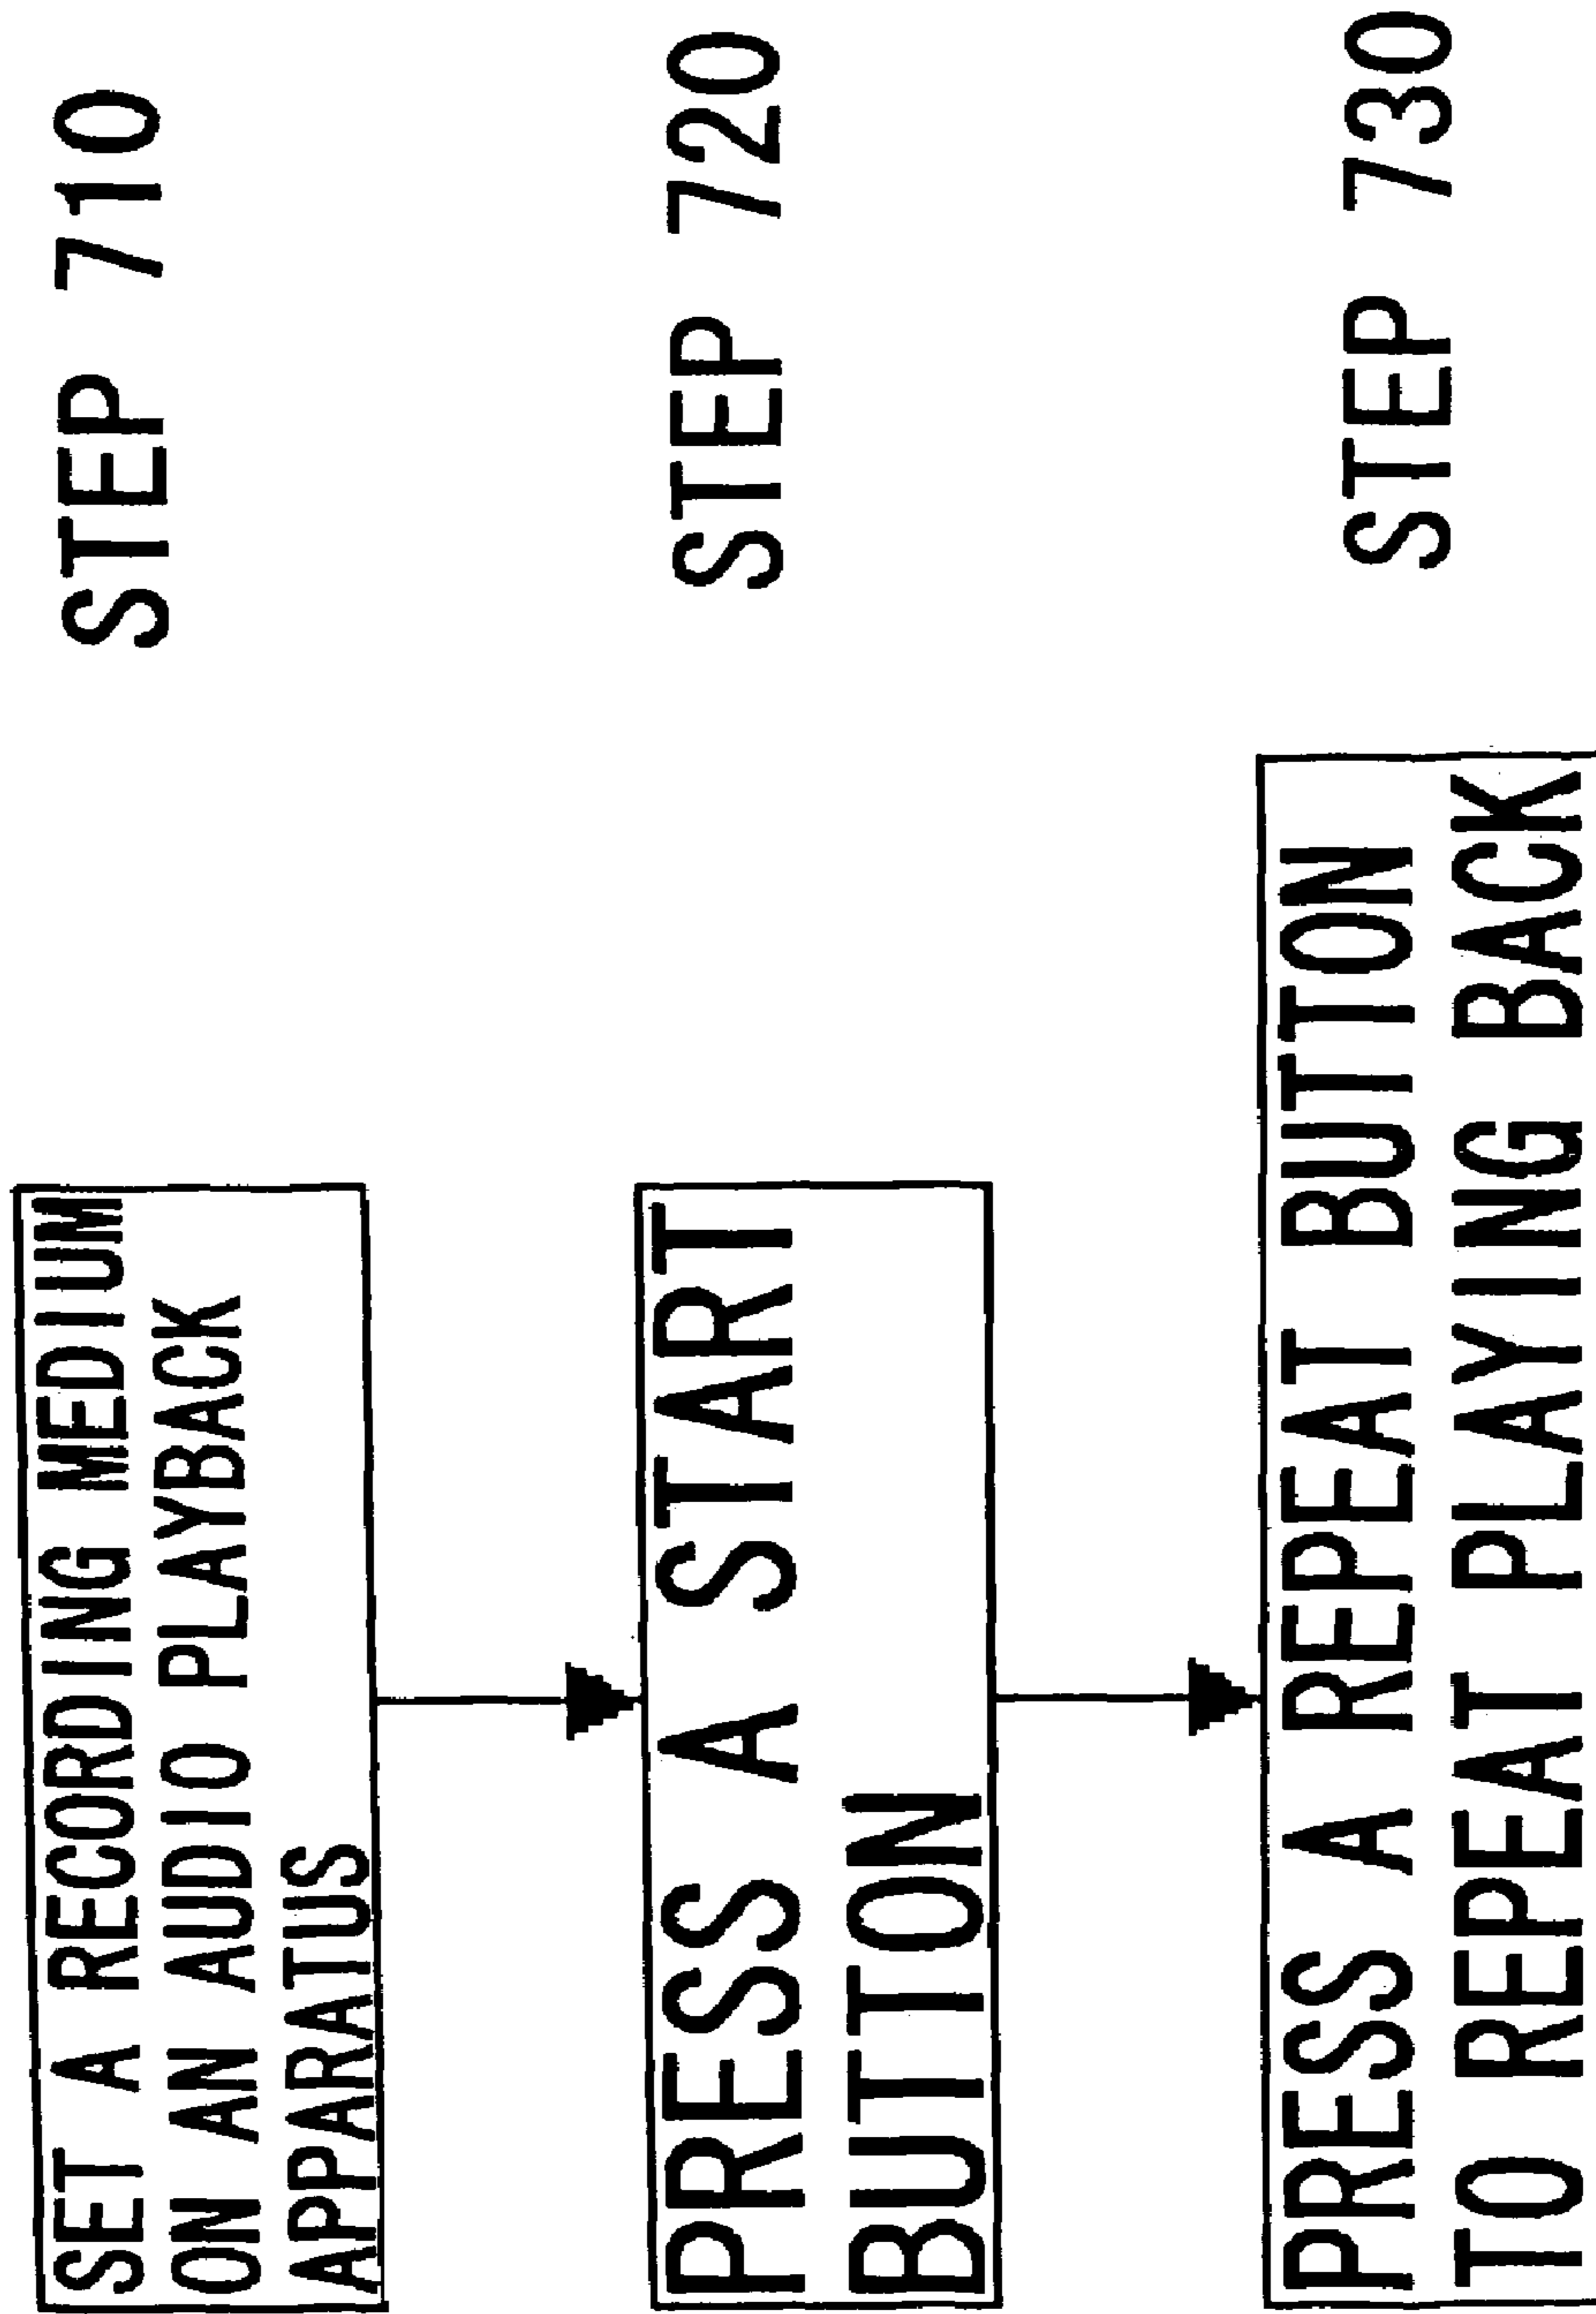 SET A RECORDING MEDIUM
ON AN AUDIO PLAYBACK
APPARATUS
STEP 710
PRESS A START
BUTTON
STEP 720
PRESS A REPEAT BUTTON
TO REPEAT PLAYING BACK
STEP 730